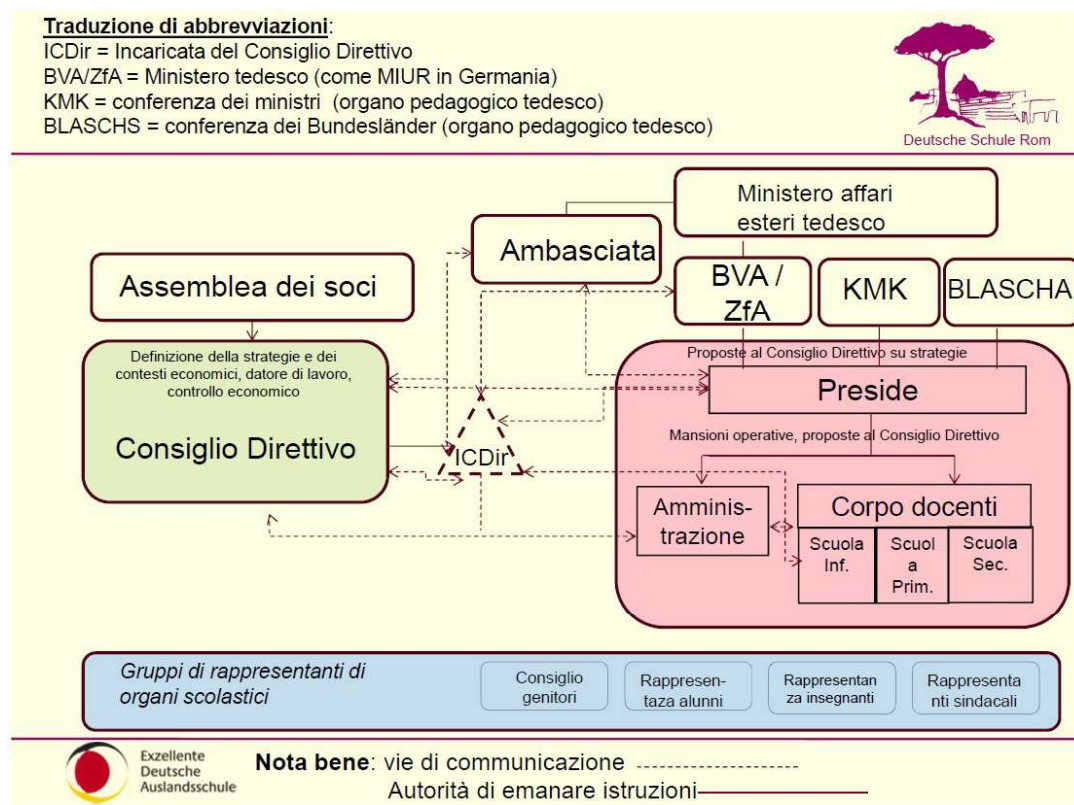 Traduzione di abbreviazioni:
ICDir = Incaricata del Consiglio Direttivo
BVA/ZfA = Ministero tedesco (come MIUR in Germania)
KMK = conferenza dei ministri (organo pedagogico tedesco)
BLASCHS = conferenza dei Bundesländer (organo pedagogico tedesco)
Deutsche Schule Rom
Ministero affari
esteri tedesco
Ambasciata
Assemblea dei soci
BVA /
ZfA
KMK
BLASCHA
Definizione della strategie e dei
contesti economici, datore di lavoro,
controllo economico
Consiglio Direttivo
ICDir
Proposte al Consiglio Direttivo su strategie
Preside
Mansioni operative, proposte al Consiglio Direttivo
Amminis-
trazione
Corpo docenti
Scuola
Inf.
Scuol
a
Prim.
Scuola
Sec.
Gruppi di rappresentanti di
organi scolastici
Consiglio
genitori
Rappresen-
taza alunni
Rappresentan
za insegnanti
Rappresenta
nti sindacali
Exzellente
Deutsche
Auslandsschule
Nota bene: vie di communicazione
Autorità di emanare istruzioni